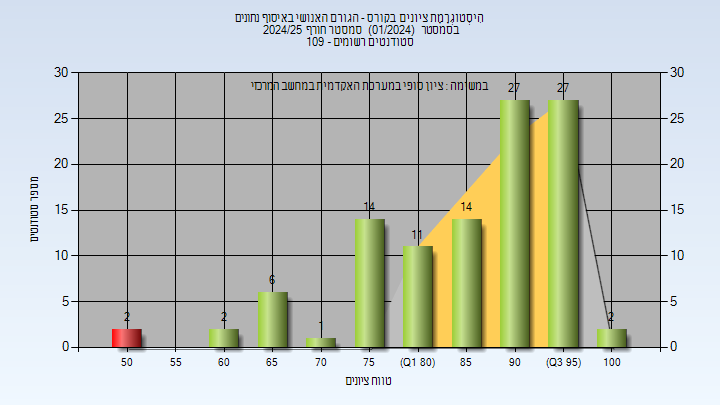 היסטוגרמת ציונים בקורס - הגורם האנושי באיסוף נתונים
בסמסטר (01/2024) סמסטר חורף 2024/25
סטודנטים רשומים - 109
במשימה : ציון סופי במערכת האקדמית במחשב המרכזי
30 30
25 25
20 20
15 15
10 10
5 5
0 0
2 2 6 1 14 11 14 27 27 2
50 55 60 65 70 75 (Q1 80) 85 90 (Q3 95) 100
מספר סטודנטים
טווח ציונים